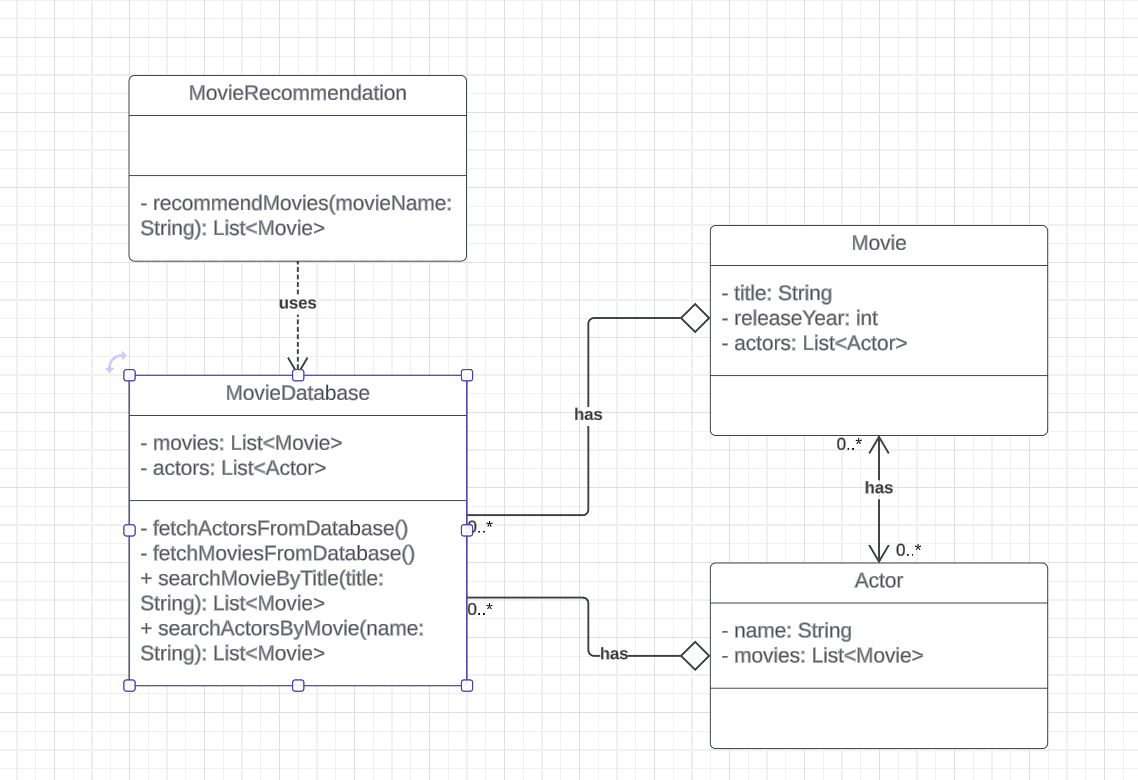 MovieRecommendation
- recommendMovies(movieName:
String): List<Movie>
uses
MovieDatabase
- movies: List<Movie>
- actors: List<Actor>
- fetchActorsFromDatabase()
- fetchMoviesFromDatabase()
+ searchMovieByTitle(title:
String): List<Movie>
+ searchActorsByMovie(name:
String): List<Movie>
0..*
0..*
has
has
Movie
- title: String
- releaseYear: int
- actors: List<Actor>
0..*
has
0..*
Actor
- name: String
- movies: List<Movie>